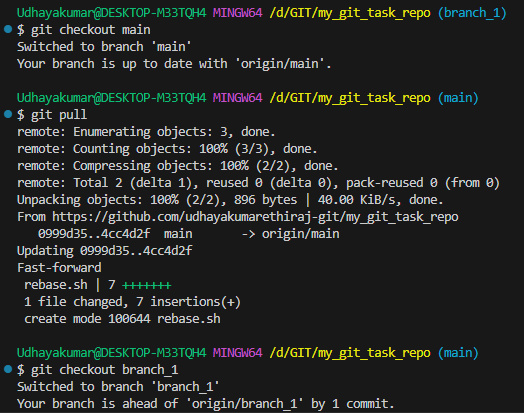 Udhayakumar@DESKTOP-M33TQH4 MINGW64 /d/GIT/my_git_task_repo (branch_1)
$ git checkout main
Switched to branch 'main'
Your branch is up to date with 'origin/main'.
Udhayakumar@DESKTOP-M33TQH4 MINGW64 /d/GIT/my_git_task_repo (main)
$ git pull
remote: Enumerating objects: 3, done.
remote: Counting objects: 100% (3/3), done.
remote: Compressing objects: 100% (2/2), done.
remote: Total 2 (delta 1), reused 0 (delta 0), pack-reused 0 (from 0)
Unpacking objects: 100% (2/2), 896 bytes | 40.00 KiB/s, done.
From https://github.com/udhayakumarethiraj-git/my_git_task_repo
   0999d35..4cc4d2f  main       -> origin/main
Updating 0999d35..4cc4d2f
Fast-forward
 rebase.sh | 7 +++++++
 1 file changed, 7 insertions(+)
 create mode 100644 rebase.sh
Udhayakumar@DESKTOP-M33TQH4 MINGW64 /d/GIT/my_git_task_repo (main)
$ git checkout branch_1
Switched to branch 'branch_1'
Your branch is ahead of 'origin/branch_1' by 1 commit.